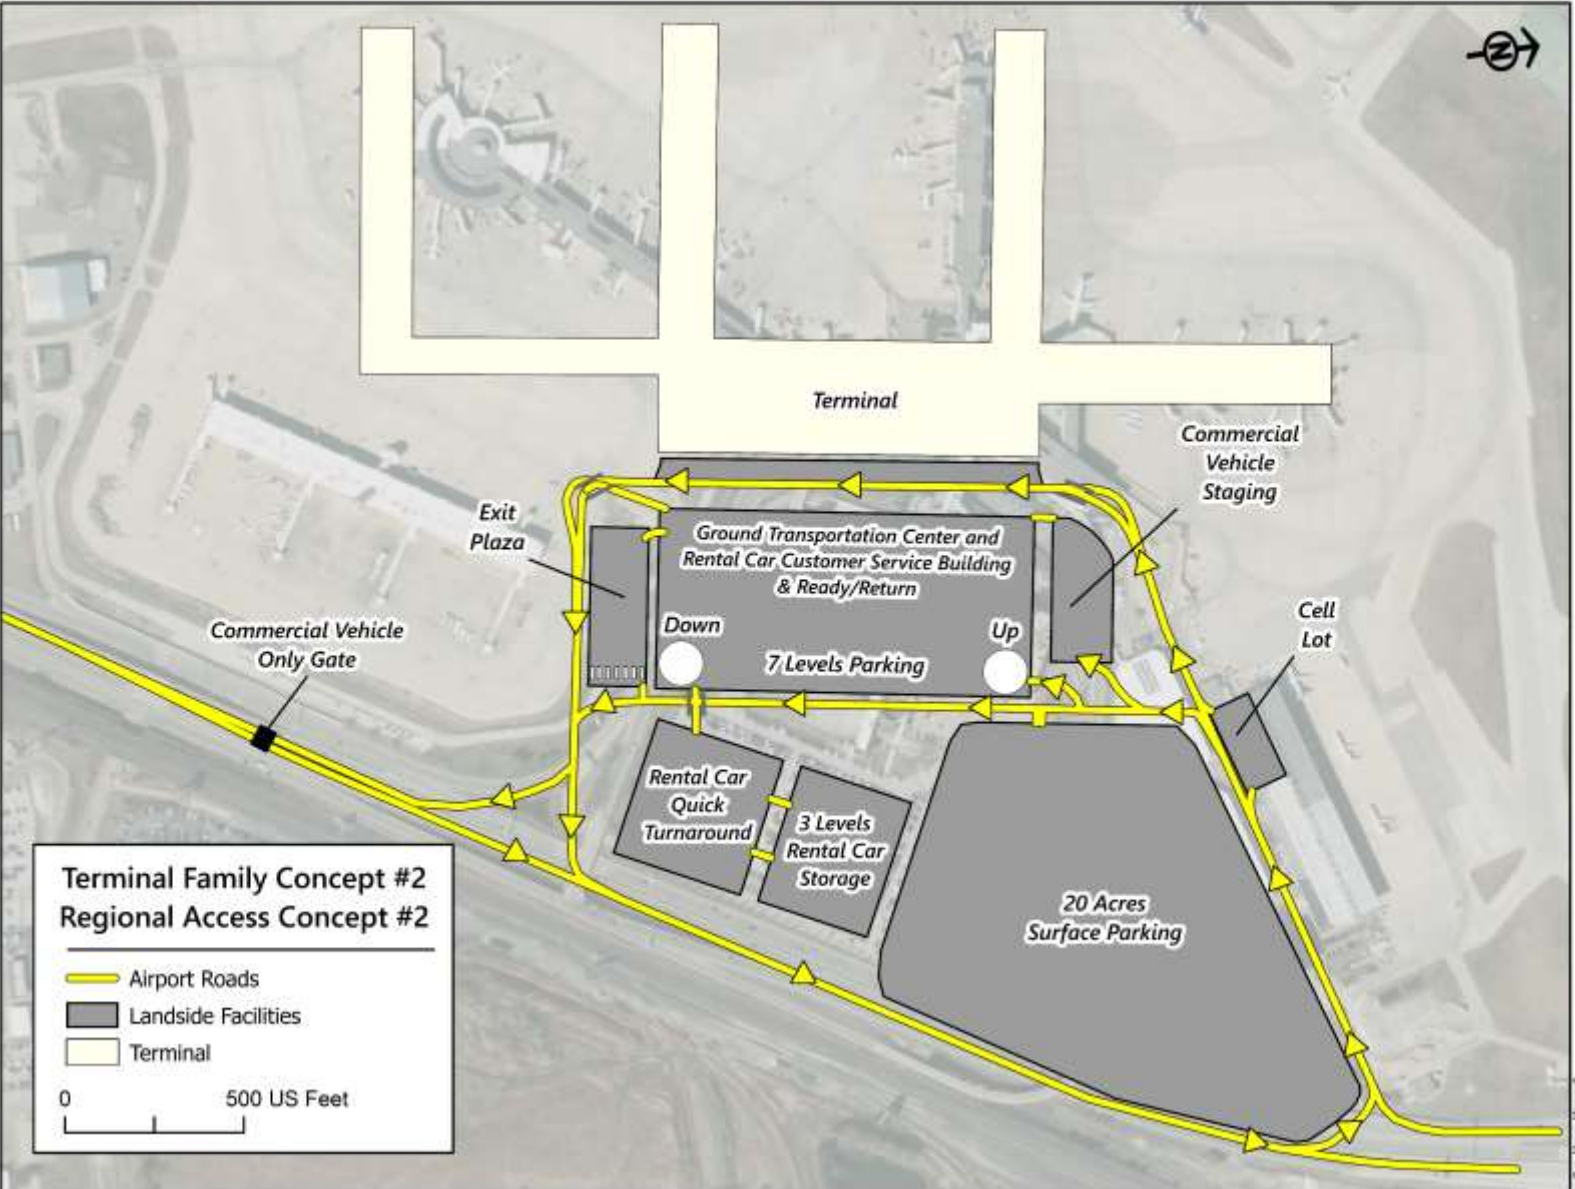 N
Terminal
Commercial
Vehicle
Staging
Exit
Plaza
Ground Transportation Center and
Rental Car Customer Service Building
& Ready/Return
Cell
Lot
Commercial Vehicle
Only Gate
Down
Up
7 Levels Parking
Rental Car
Quick
Turnaround
3 Levels
Rental Car
Storage
20 Acres
Surface Parking
Terminal Family Concept #2
Regional Access Concept #2
Airport Roads
Landside Facilities
Terminal
0 500 US Feet